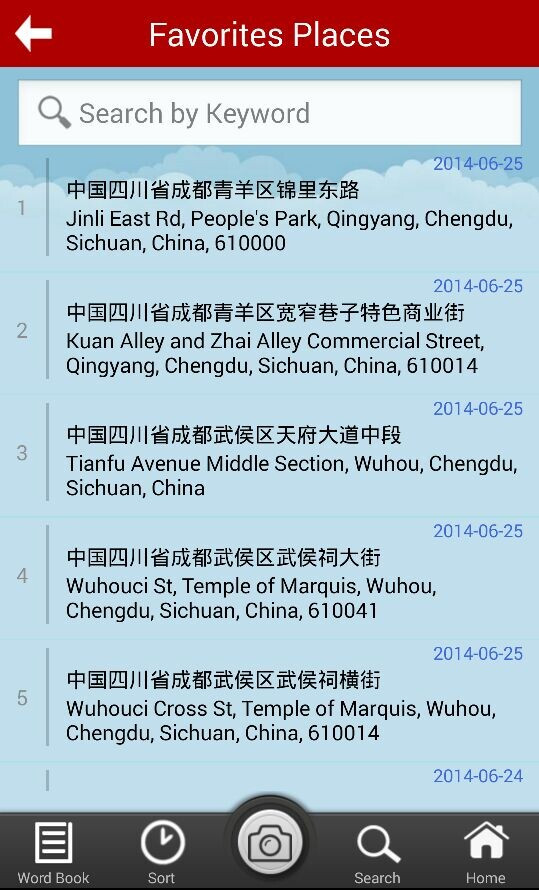 Favorites Places
Search by Keyword
2014-06-25
1
中国四川省成都青羊区锦里东路
Jinli East Rd, People's Park, Qingyang, Chengdu,
Sichuan, China, 610000
2014-06-25
2
中国四川省成都青羊区宽窄巷子特色商业街
Kuan Alley and Zhai Alley Commercial Street,
Qingyang, Chengdu, Sichuan, China, 610014
2014-06-25
3
中国四川省成都武侯区天府大道中段
Tianfu Avenue Middle Section, Wuhou, Chengdu,
Sichuan, China
2014-06-25
4
中国四川省成都武侯区武侯祠大街
Wuhouci St, Temple of Marquis, Wuhou,
Chengdu, Sichuan, China, 610041
2014-06-25
5
中国四川省成都武侯区武侯祠横街
Wuhouci Cross St, Temple of Marquis, Wuhou,
Chengdu, Sichuan, China, 610014
2014-06-24
Word Book
Sort
Search
Home